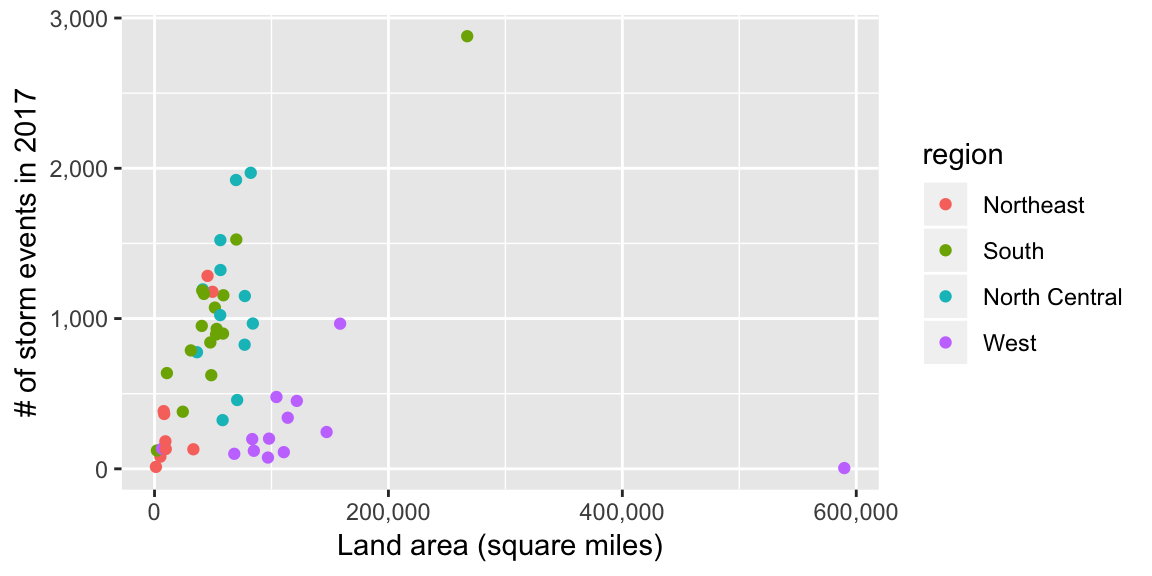 # of storm events in 2017
3,000
2,000
1,000
0
0
200,000
400,000
600,000
Land area (square miles)
region
Northeast
South
North Central
West